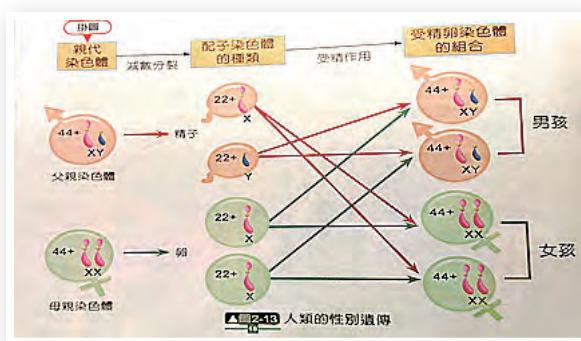 掛圖
親代
染色體
減數分裂
配子染色體
的種類
受精作用
受精卵染色體
的組合
44+
XY
父親染色體
精子
22+
X
22+
Y
44+
XY
44+
XY
男孩
44+
XX
母親染色體
卵
22+
X
22+
X
44+
XX
44+
XX
女孩
▲圖2-13 人類的性別遺傳